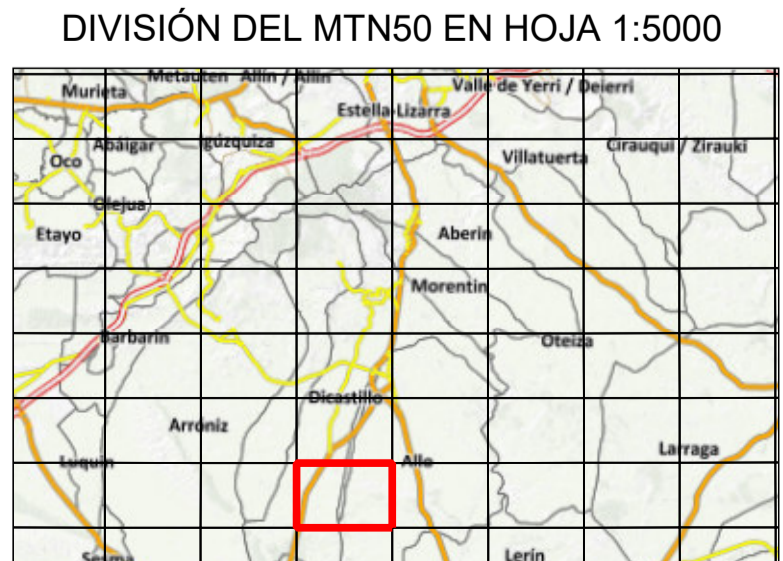 DIVISIÓN DEL MTN50 EN HOJA 1:5000
Metauten Allín / Allin
Murieta
Valle de Yerri / Deierri
Estella-Lizarra
Abáigar
Igúzquiza
Cirauqui / Zirauki
Oco
Villatuerta
Olejua
Etayo
Aberin
Morentin
Barbarin
Oteiza
Dicastillo
Arróniz
Luquin
Allo
Larraga
Sesma
Lerín